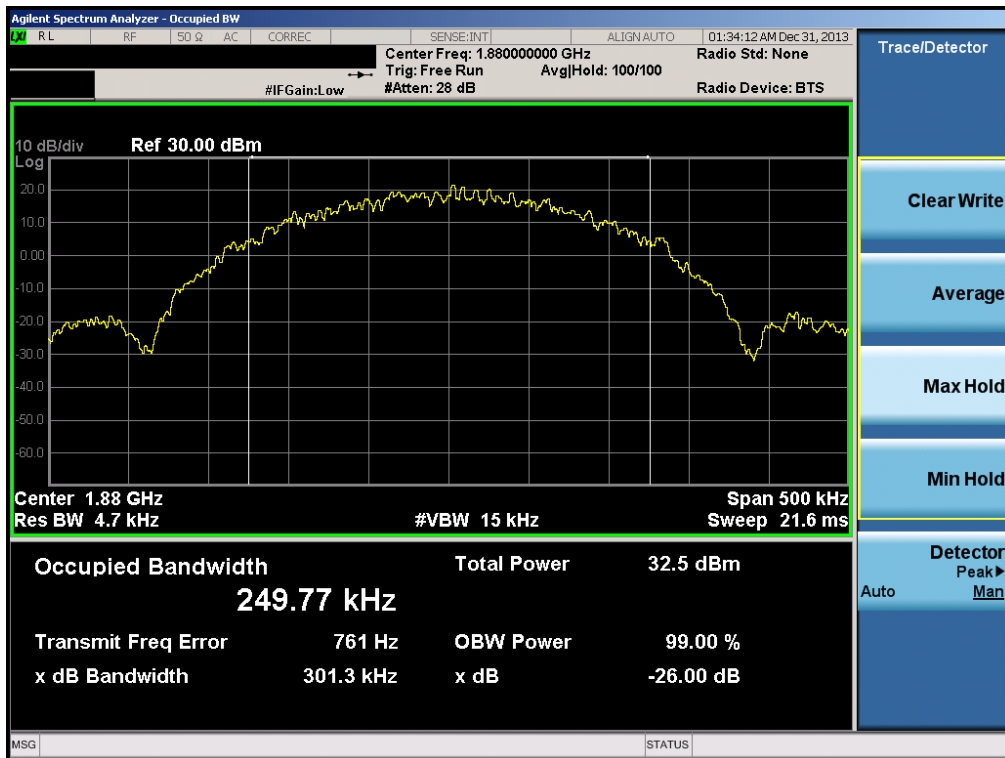 Agilent Spectrum Analyzer - Occupied BW
LXI RL RF 50 Ω AC CORREC SENSE:INT ALIGN AUTO 01:34:12 AM Dec 31, 2013
Center Freq: 1.880000000 GHz Radio Std: None
Trig: Free Run Avg|Hold: 100/100
#IFGain:Low #Atten: 28 dB Radio Device: BTS
10 dB/div Ref 30.00 dBm
Log
20.0
10.0
0.00
-10.0
-20.0
-30.0
-40.0
-50.0
-60.0
Center 1.88 GHz Span 500 kHz
Res BW 4.7 kHz #VBW 15 kHz Sweep 21.6 ms
Occupied Bandwidth Total Power 32.5 dBm
249.77 kHz
Transmit Freq Error 761 Hz OBW Power 99.00 %
x dB Bandwidth 301.3 kHz x dB -26.00 dB
MSG STATUS
Trace/Detector
Clear Write
Average
Max Hold
Min Hold
Detector
Peak▶
Auto Man